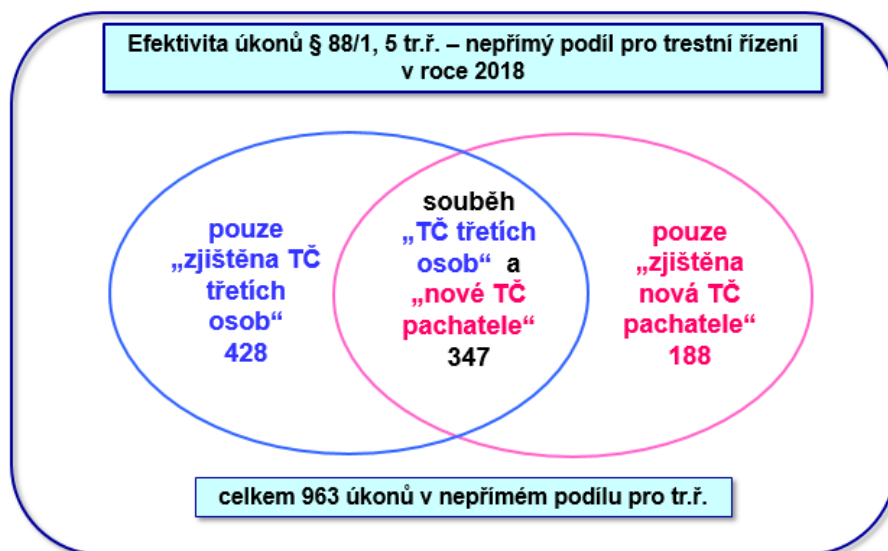 Efektivita úkonů § 88/1, 5 tr.ř. – nepřímý podíl pro trestní řízení
v roce 2018
pouze
„zjištěna TČ
třetích
osob“
428
souběh
„TČ třetích
osob“ a
„nové TČ
pachatele“
347
pouze
„zjištěna
nová TČ
pachatele“
188
celkem 963 úkonů v nepřímém podílu pro tr.ř.